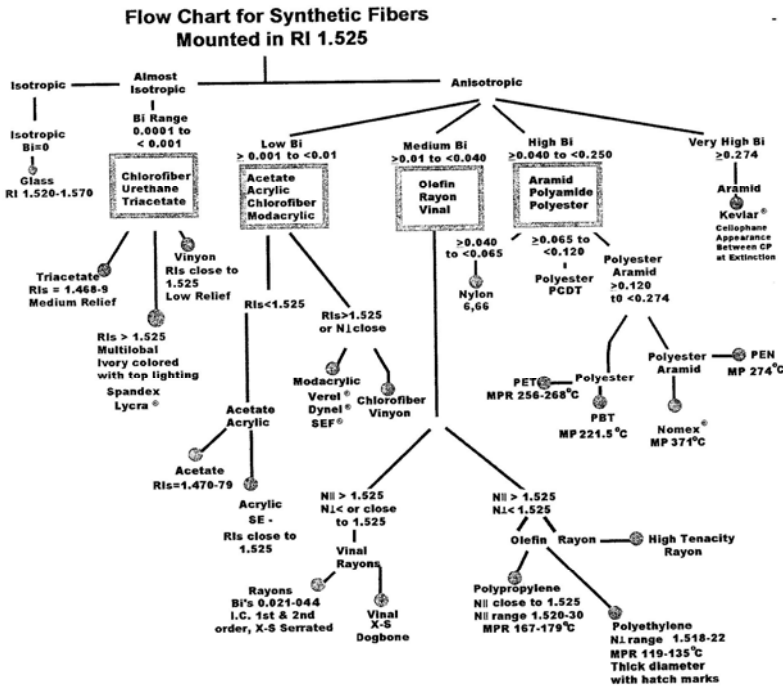 Flow Chart for Synthetic Fibers
Mounted in RI 1.525
Isotropic
Almost
Isotropic
Anisotropic
Isotropic
Bi=0
Glass
RI 1.520-1.570
Bi Range
0.0001 to
< 0.001
Chlorofiber
Urethane
Triacetate
Low Bi
≥ 0.001 to <0.01
Acetate
Acrylic
Chlorofiber
Modacrylic
Medium Bi
≥0.01 to <0.040
Olefin
Rayon
Vinal
High Bi
≥0.040 to <0.250
Aramid
Polyamide
Polyester
Very High Bi
≥0.274
Aramid
Kevlar®
Cellophane
Appearance
Between CP
at Extinction
Triacetate
RIs = 1.468-9
Medium Relief
Vinyon
RIs close to
1.525
Low Relief
RIs > 1.525
Multilobal
Ivory colored
with top lighting
Spandex
Lycra ®
RIs<1.525
RIs>1.525
or N⊥close
Modacrylic
Verel ®
Dynel ®
SEF ®
Chlorofiber
Vinyon
Acetate
Acrylic
Acetate
RIs=1.470-79
Acrylic
SE -
RIs close to
1.525
≥0.040
to <0.065
Nylon
6,66
≥0.065 to
<0.120
Polyester
PCDT
Polyester
Aramid
≥0.120
to <0.274
Polyester
PET
MPR 256-268°C
PBT
MP 221.5°C
Polyester
Aramid
PEN
MP 274°C
Nomex®
MP 371°C
N|| > 1.525
N⊥< or close
to 1.525
Vinal
Rayons
Rayons
Bi's 0.021-044
I.C. 1st & 2nd
order, X-S Serrated
Vinal
X-S
Dogbone
N|| > 1.525
N⊥< 1.525
Olefin Rayon
High Tenacity
Rayon
Polypropylene
N|| close to 1.525
N|| range 1.520-30
MPR 167-179°C
Polyethylene
N⊥ range 1.518-22
MPR 119-135°C
Thick diameter
with hatch marks